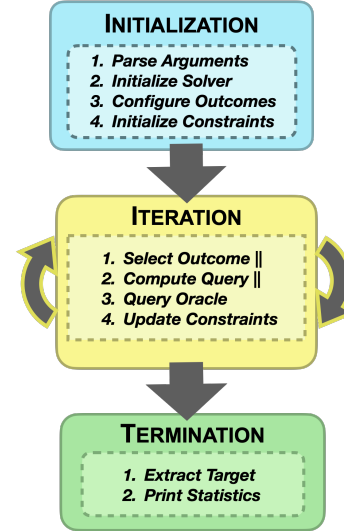 INITIALIZATION
1. Parse Arguments
2. Initialize Solver
3. Configure Outcomes
4. Initialize Constraints
ITERATION
1. Select Outcome ||
2. Compute Query ||
3. Query Oracle
4. Update Constraints
TERMINATION
1. Extract Target
2. Print Statistics